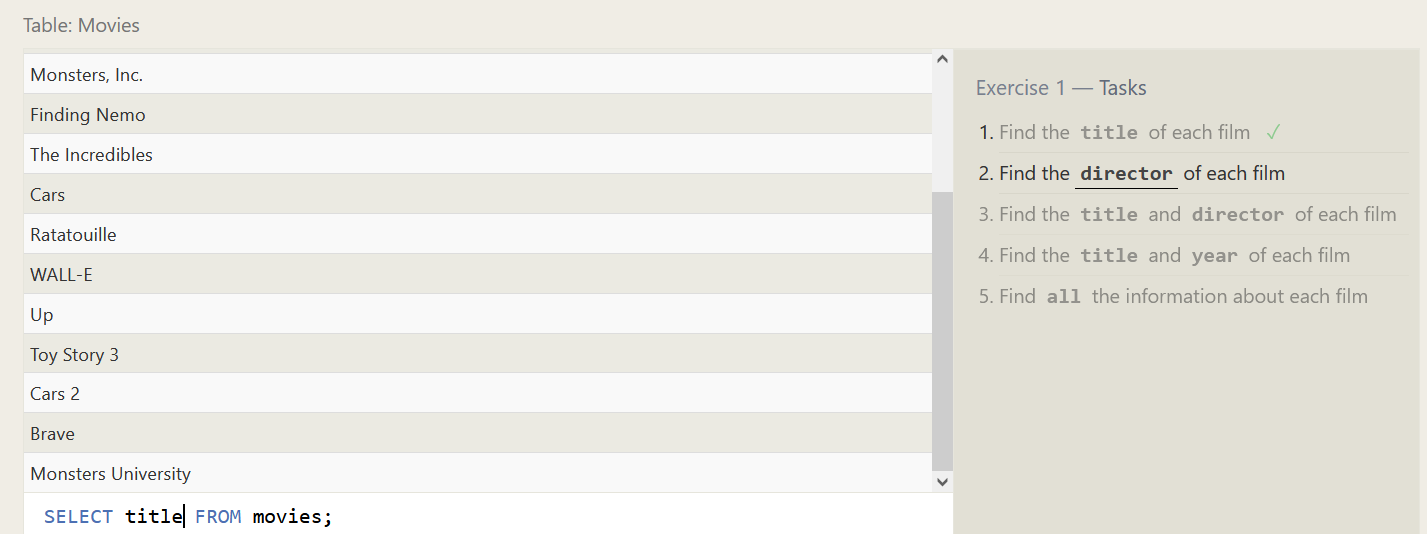 Table: Movies
Monsters, Inc.
Finding Nemo
The Incredibles
Cars
Ratatouille
WALL-E
Up
Toy Story 3
Cars 2
Brave
Monsters University
SELECT title FROM movies;
Exercise 1 — Tasks
1. Find the title of each film ✓
2. Find the director of each film
3. Find the title and director of each film
4. Find the title and year of each film
5. Find all the information about each film